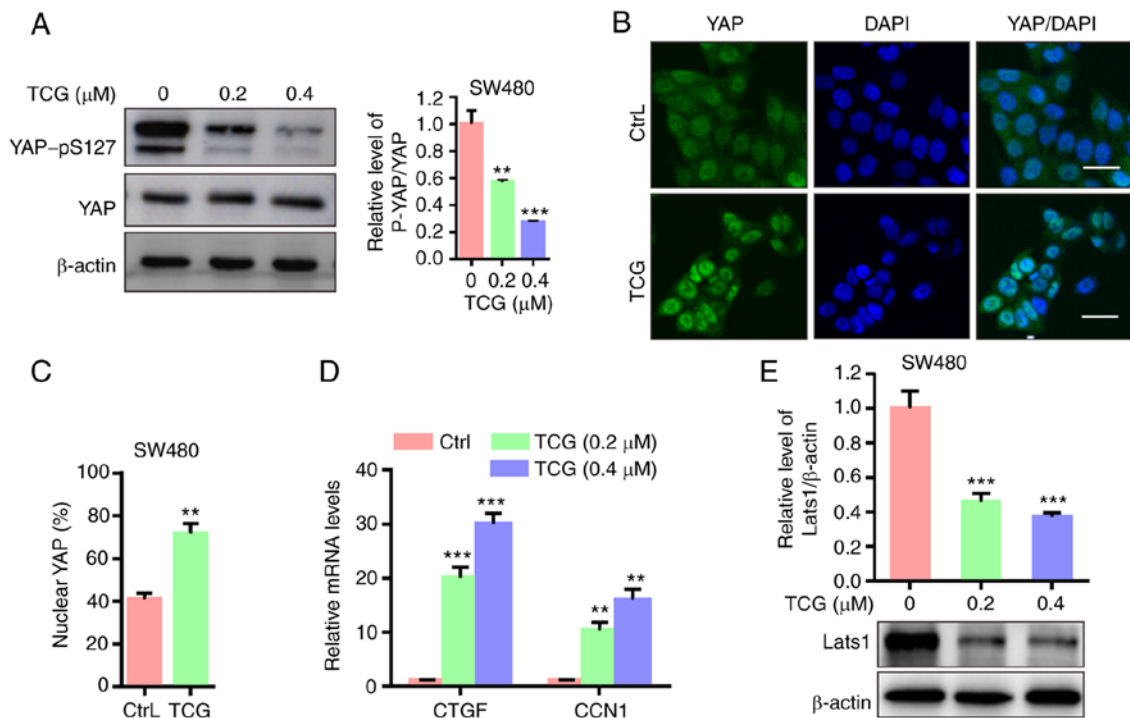 A
TCG (μM)
0
0.2
0.4
YAP–pS127
YAP
β-actin
SW480
Relative level of
P-YAP/YAP
1.2
1.0
0.8
0.6
0.4
0.2
0.0
**
***
0
0.2
0.4
TCG (μM)
B
YAP
DAPI
YAP/DAPI
CtrL
TCG
C
SW480
Nuclear YAP (%)
100
80
60
40
20
0
**
CtrL TCG
D
Ctrl
TCG (0.2 μM)
TCG (0.4 μM)
Relative mRNA levels
40
30
20
10
0
***
***
**
**
CTGF
CCN1
E
SW480
Relative level of
Lats1/β-actin
1.2
1.0
0.8
0.6
0.4
0.2
0.0
***
***
TCG (μM) 0 0.2 0.4
Lats1
β-actin